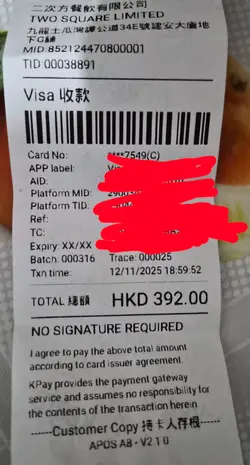 二次方餐飲有限公司
TWO SQUARE LIMITED
九龍土瓜灣譚公道34E號建安大廈地
下G舖
MID:852124470800001
TID:00038891
Visa 收款
Card No: ****7549(C)
APP label:
AID:
Platform MID:
Platform TID:
Ref:
TC:
Expiry: XX/XX
Batch: 000316 Trace: 000025
Txn time: 12/11/2025 18:59:52
TOTAL 總額 HKD 392.00
NO SIGNATURE REQUIRED
I agree to pay the above total amount
according to card issuer agreement.
KPay provides the payment gateway
service and assumes no responsibility for
the contents of the transaction herein
-----Customer Copy 持卡人存根-----
APOS A8 - V2.1.0